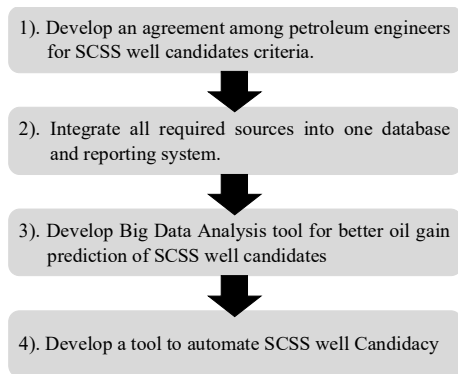 1). Develop an agreement among petroleum engineers
for SCSS well candidates criteria.
2). Integrate all required sources into one database
and reporting system.
3). Develop Big Data Analysis tool for better oil gain
prediction of SCSS well candidates
4). Develop a tool to automate SCSS well Candidacy